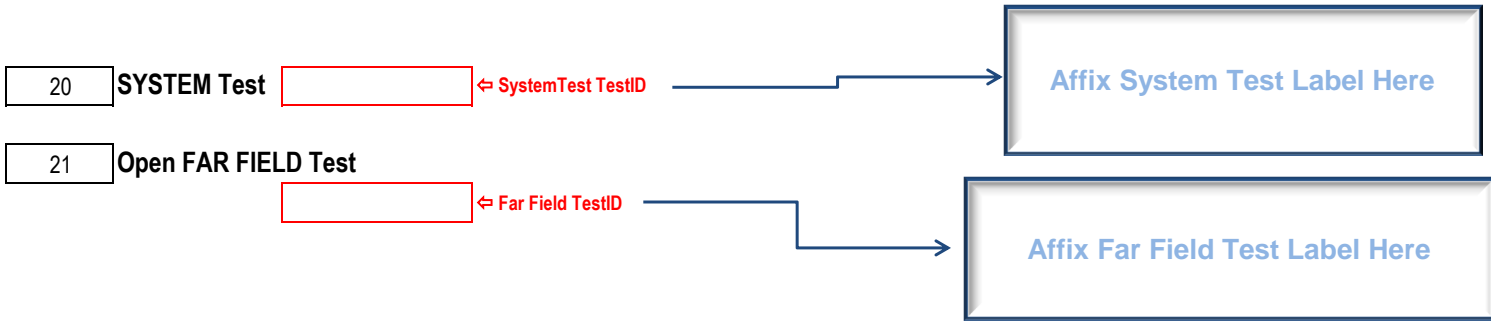 20 SYSTEM Test ⇦ SystemTest TestID Affix System Test Label Here
21 Open FAR FIELD Test
⇦ Far Field TestID
Affix Far Field Test Label Here